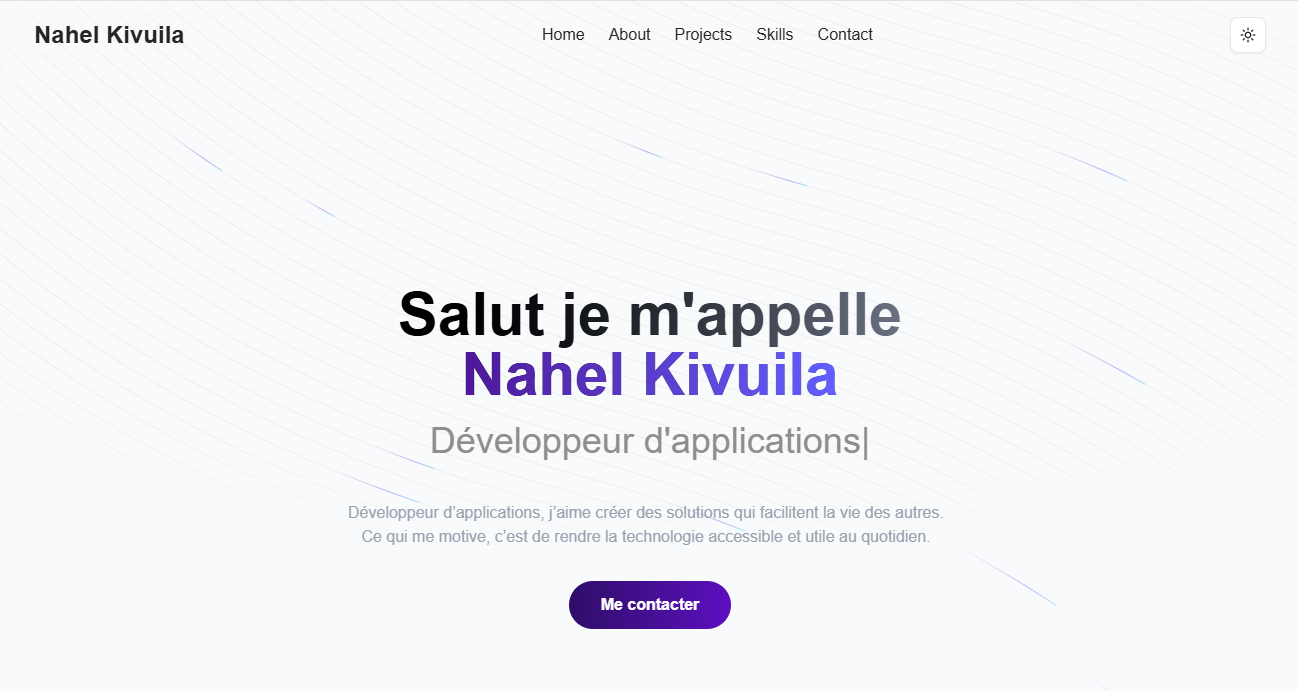 Nahel Kivuila
Home About Projects Skills Contact
Salut je m'appelle
Nahel Kivuila
Développeur d'applications|
Développeur d’applications, j’aime créer des solutions qui facilitent la vie des autres.
Ce qui me motive, c’est de rendre la technologie accessible et utile au quotidien.
Me contacter